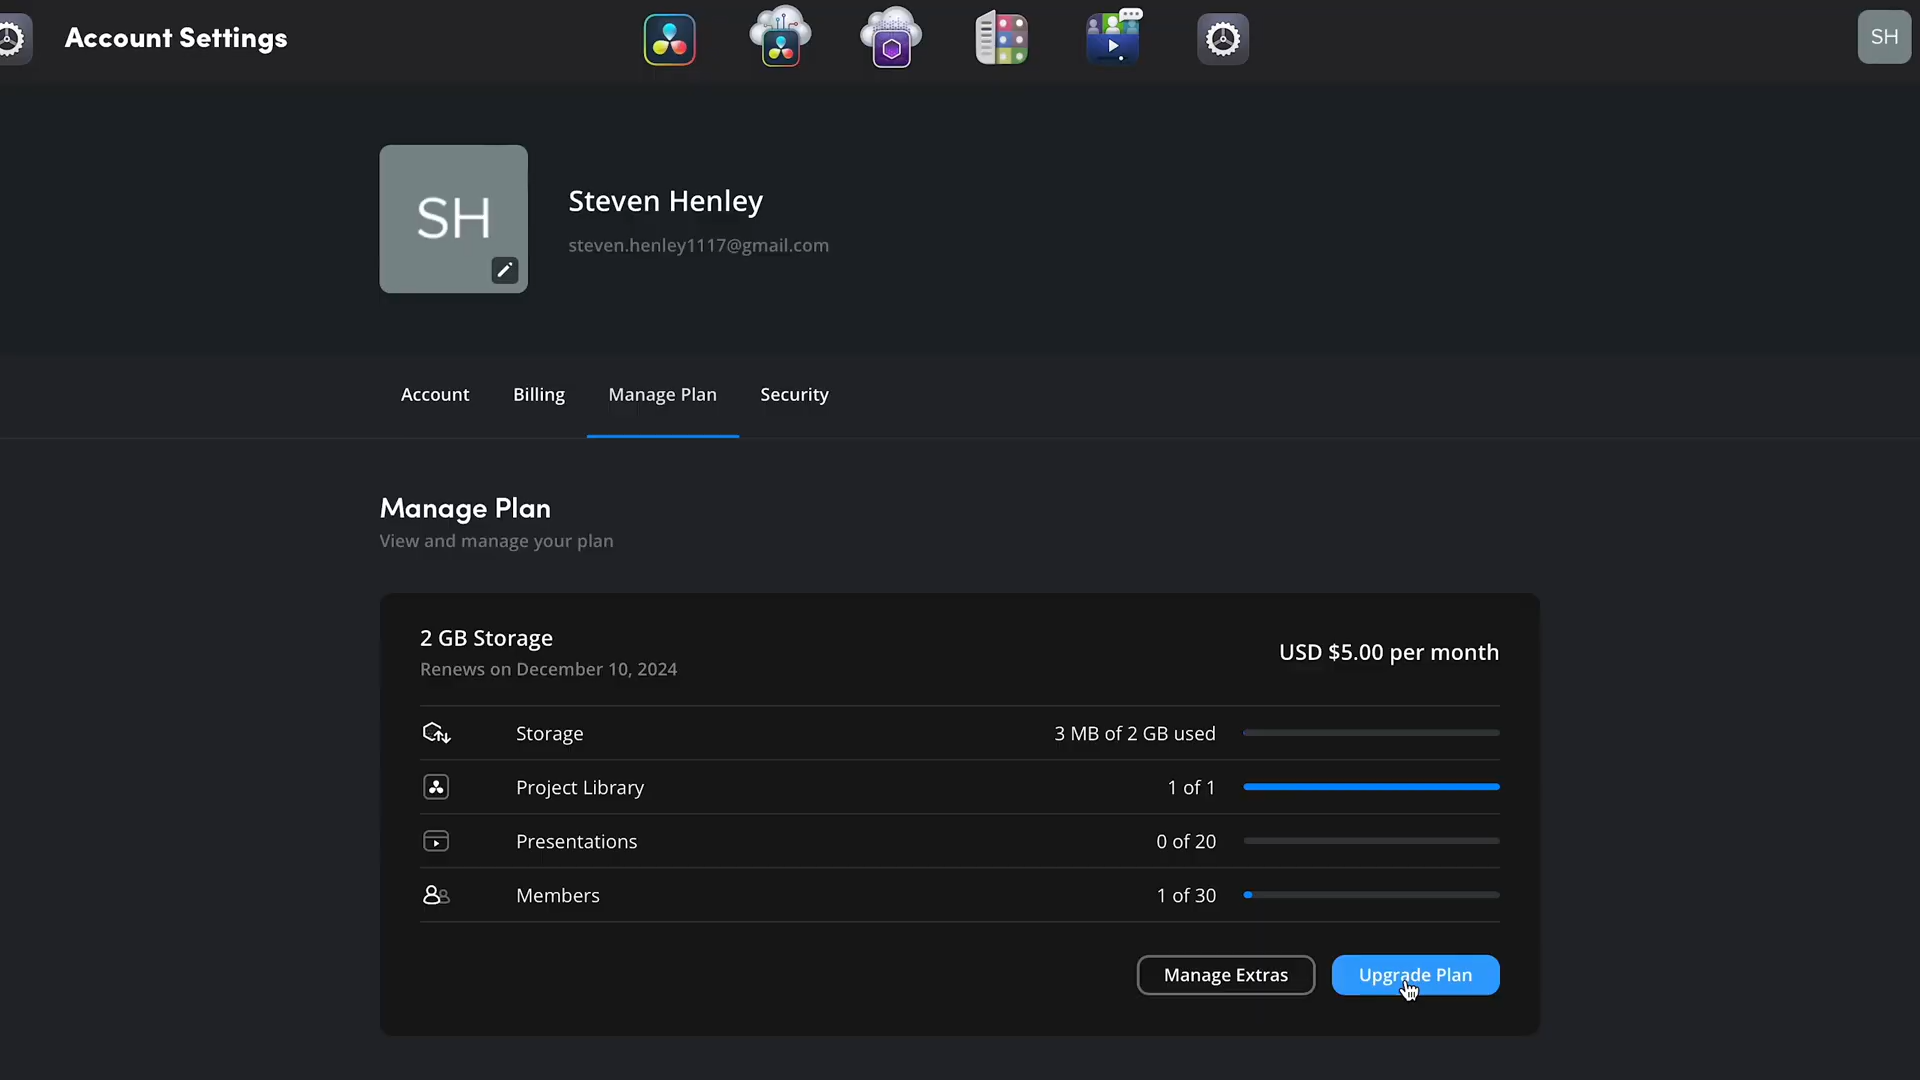 Account Settings
SH
SH
Steven Henley
steven.henley1117@gmail.com
Account
Billing
Manage Plan
Security
Manage Plan
View and manage your plan
2 GB Storage
Renews on December 10, 2024
USD $5.00 per month
Storage
3 MB of 2 GB used
Project Library
1 of 1
Presentations
0 of 20
Members
1 of 30
Manage Extras
Upgrade Plan